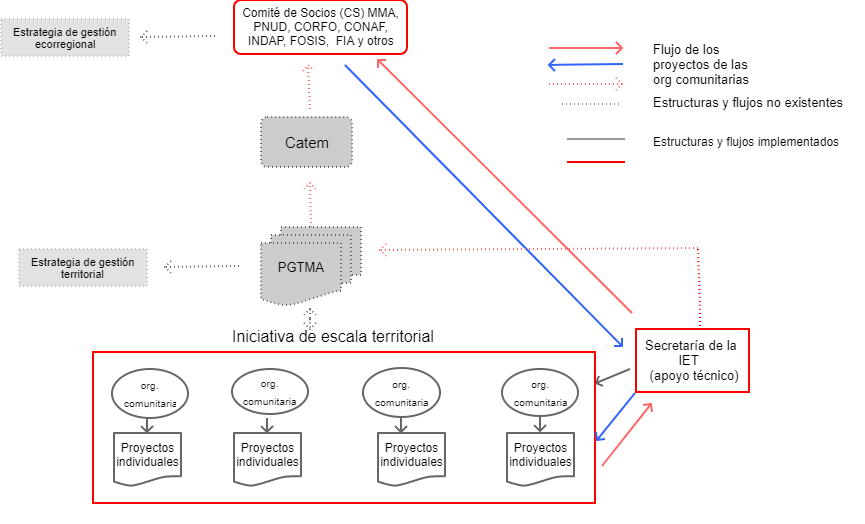 Comité de Socios (CS) MMA,
PNUD, CORFO, CONAF,
INDAP, FOSIS, FIA y otros
Estrategia de gestión
ecorregional
Flujo de los
proyectos de las
org comunitarias
Estructuras y flujos no existentes
Estructuras y flujos implementados
Catem
PGTMA
Estrategia de gestión
territorial
Iniciativa de escala territorial
Secretaría de la
IET
(apoyo técnico)
org.
comunitaria
org.
comunitaria
org.
comunitaria
org.
comunitaria
Proyectos
individuales
Proyectos
individuales
Proyectos
individuales
Proyectos
individuales